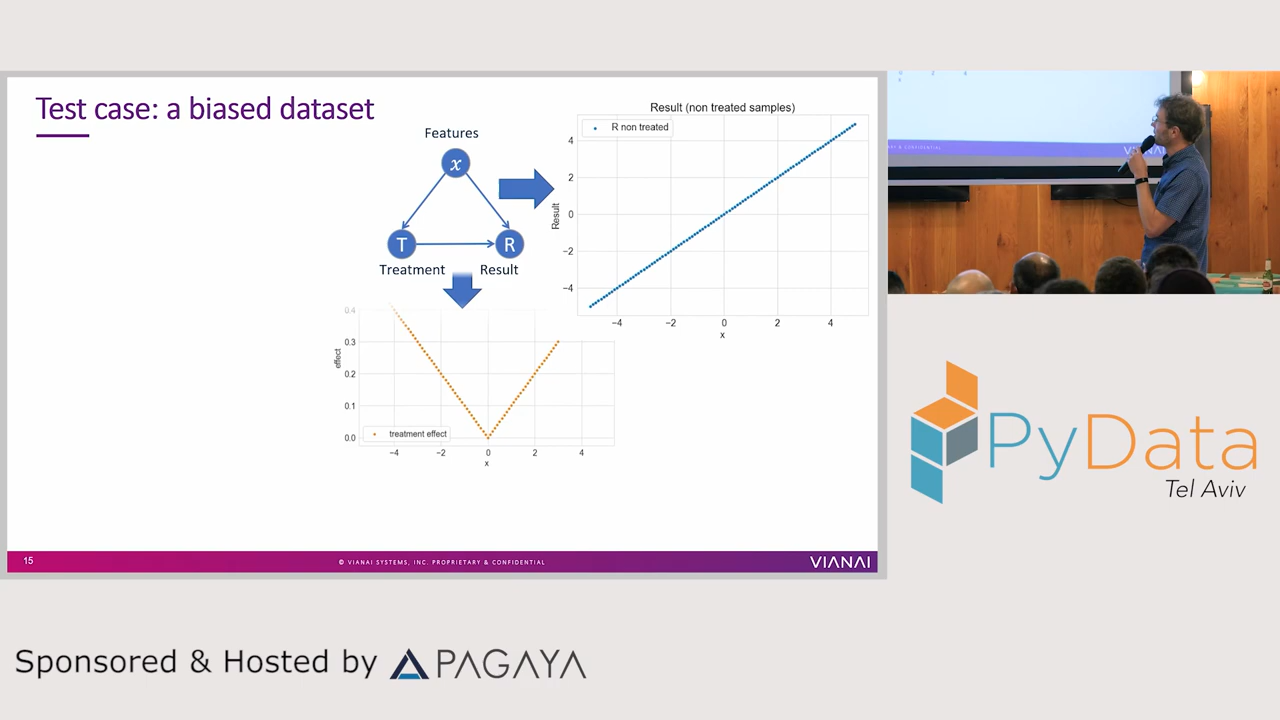 Test case: a biased dataset
Features
x
T
R
Treatment
Result
Result (non treated samples)
R non treated
4
2
0
−2
−4
Result
−4
−2
0
2
4
x
0.4
0.3
0.2
0.1
0.0
effect
treatment effect
−4
−2
0
2
4
x
15
© VIANAI SYSTEMS, INC. PROPRIETARY & CONFIDENTIAL
VIANAI
PyData
Tel Aviv
Sponsored & Hosted by PAGAYA